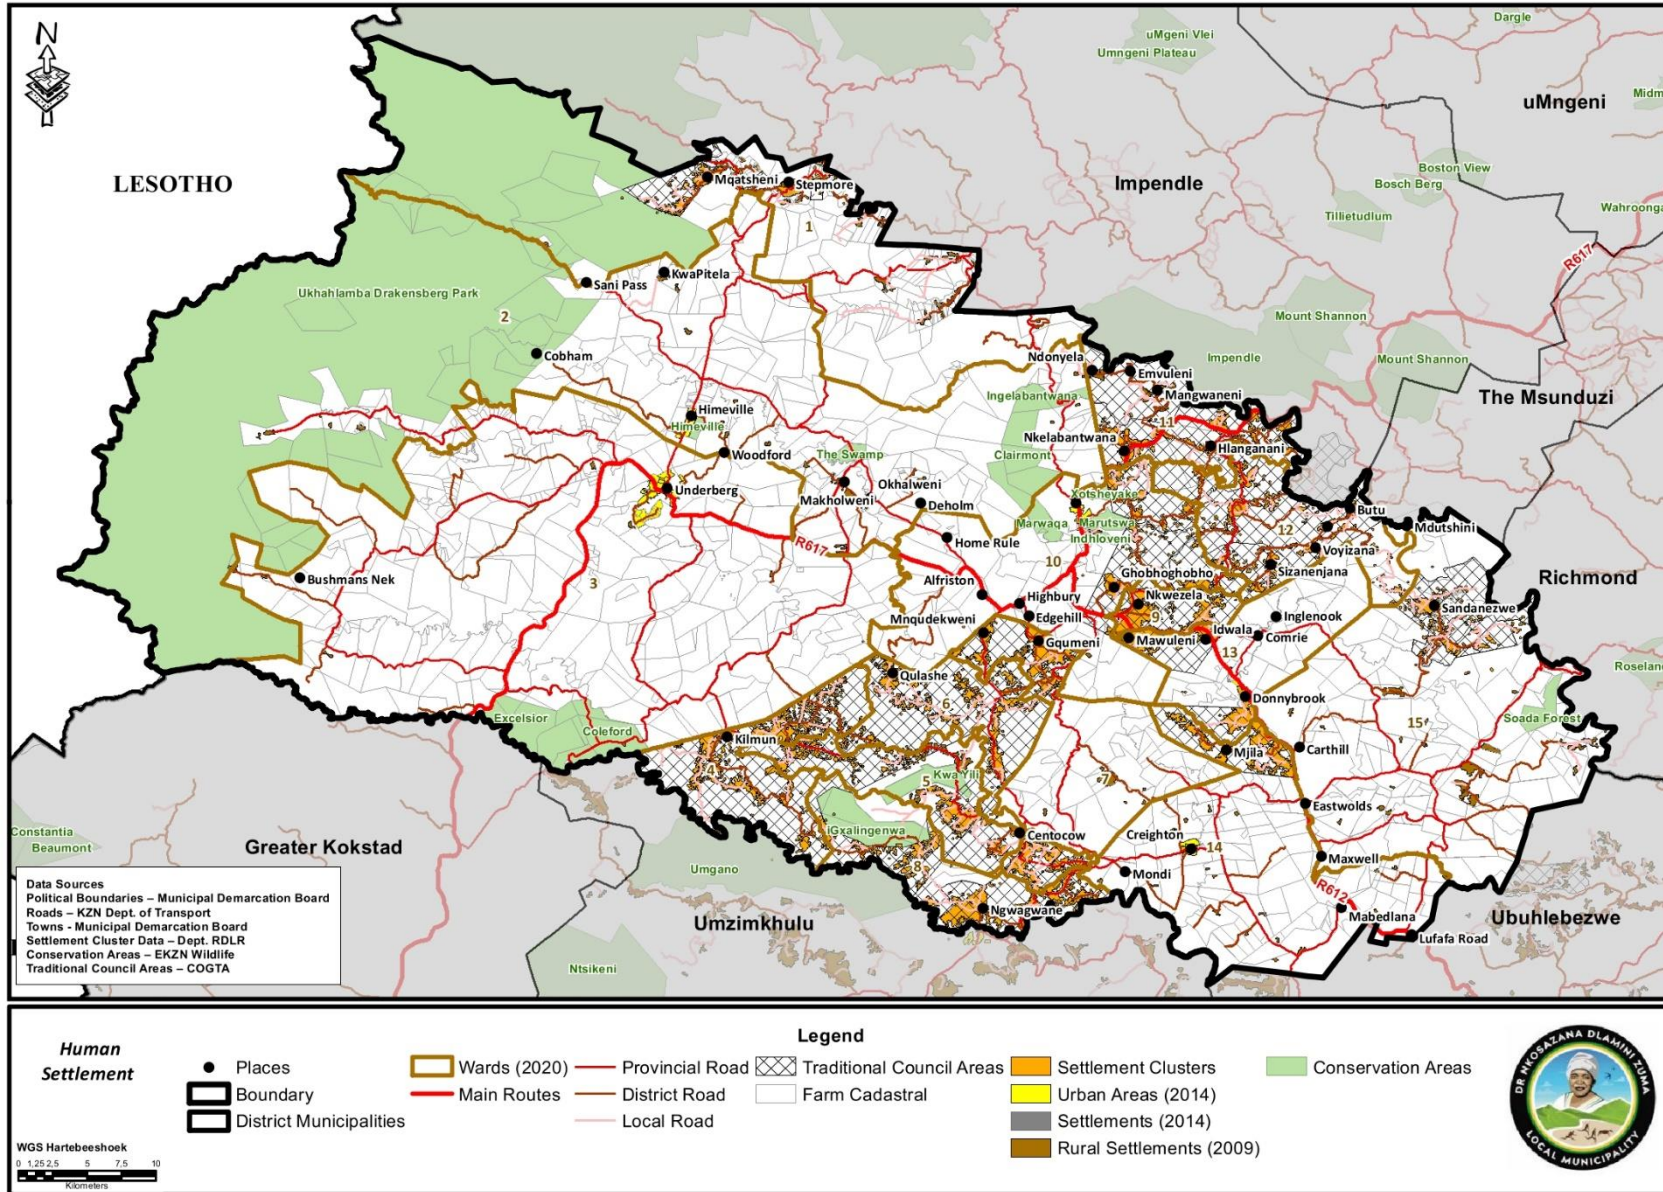 N
LESOTHO
Dargle
uMgeni Vlei
Umngeni Plateau
uMngeni
Boston View
Bosch Berg
Impendle
Tillietudlum
R617
Mqatsheni
Stepmore
1
KwaPitela
Sani Pass
Ukhahlamba Drakensberg Park
2
Cobham
Mount Shannon
Impendle
Mount Shannon
The Msunduzi
Ndonyela
Emvuleni
Mangwaneni
Ingelabantwana
11
Nkelabantwana
Hlanganani
Clairmont
Himeville
Himeville
Woodford
The Swamp
Okhalweni
Makholweni
Deholm
Underberg
Xotsheyake
Marwaqa
Marutswa
Indhloveni
Butu
Mdutshini
12
Voyizana
Sizanenjana
R617
Home Rule
10
Alfriston
Ghobhoghobho
Richmond
Bushmans Nek
3
Highbury
Nkwezela
Sandanezwe
Mnqudekweni
Edgehill
9
Inglenook
Idwala
Gqumeni
Mawuleni
Comrie
13
Qulashe
Donnybrook
6
15
Soada Forest
Excelsior
Coleford
Kilmun
Mjila
Carthill
4
5
Kwa Yili
7
Eastwolds
iGxalingenwa
Centocow
Creighton
14
Constantia
Beaumont
Greater Kokstad
Maxwell
8
Umgano
Mondi
R612
Umzimkhulu
Ngwagwane
Mabedlana
Ubuhlebezwe
Lufafa Road
Ntsikeni
Data Sources
Political Boundaries – Municipal Demarcation Board
Roads – KZN Dept. of Transport
Towns - Municipal Demarcation Board
Settlement Cluster Data – Dept. RDLR
Conservation Areas – EKZN Wildlife
Traditional Council Areas – COGTA
Human
Settlement
Legend
Places
Boundary
District Municipalities
Wards (2020)
Main Routes
Provincial Road
District Road
Local Road
Traditional Council Areas
Farm Cadastral
Settlement Clusters
Urban Areas (2014)
Settlements (2014)
Rural Settlements (2009)
Conservation Areas
WGS Hartebeeshoek
0 1,25 2,5 5 7,5 10
Kilometers
DR NKOSAZANA DLAMINI ZUMA
LOCAL MUNICIPALITY